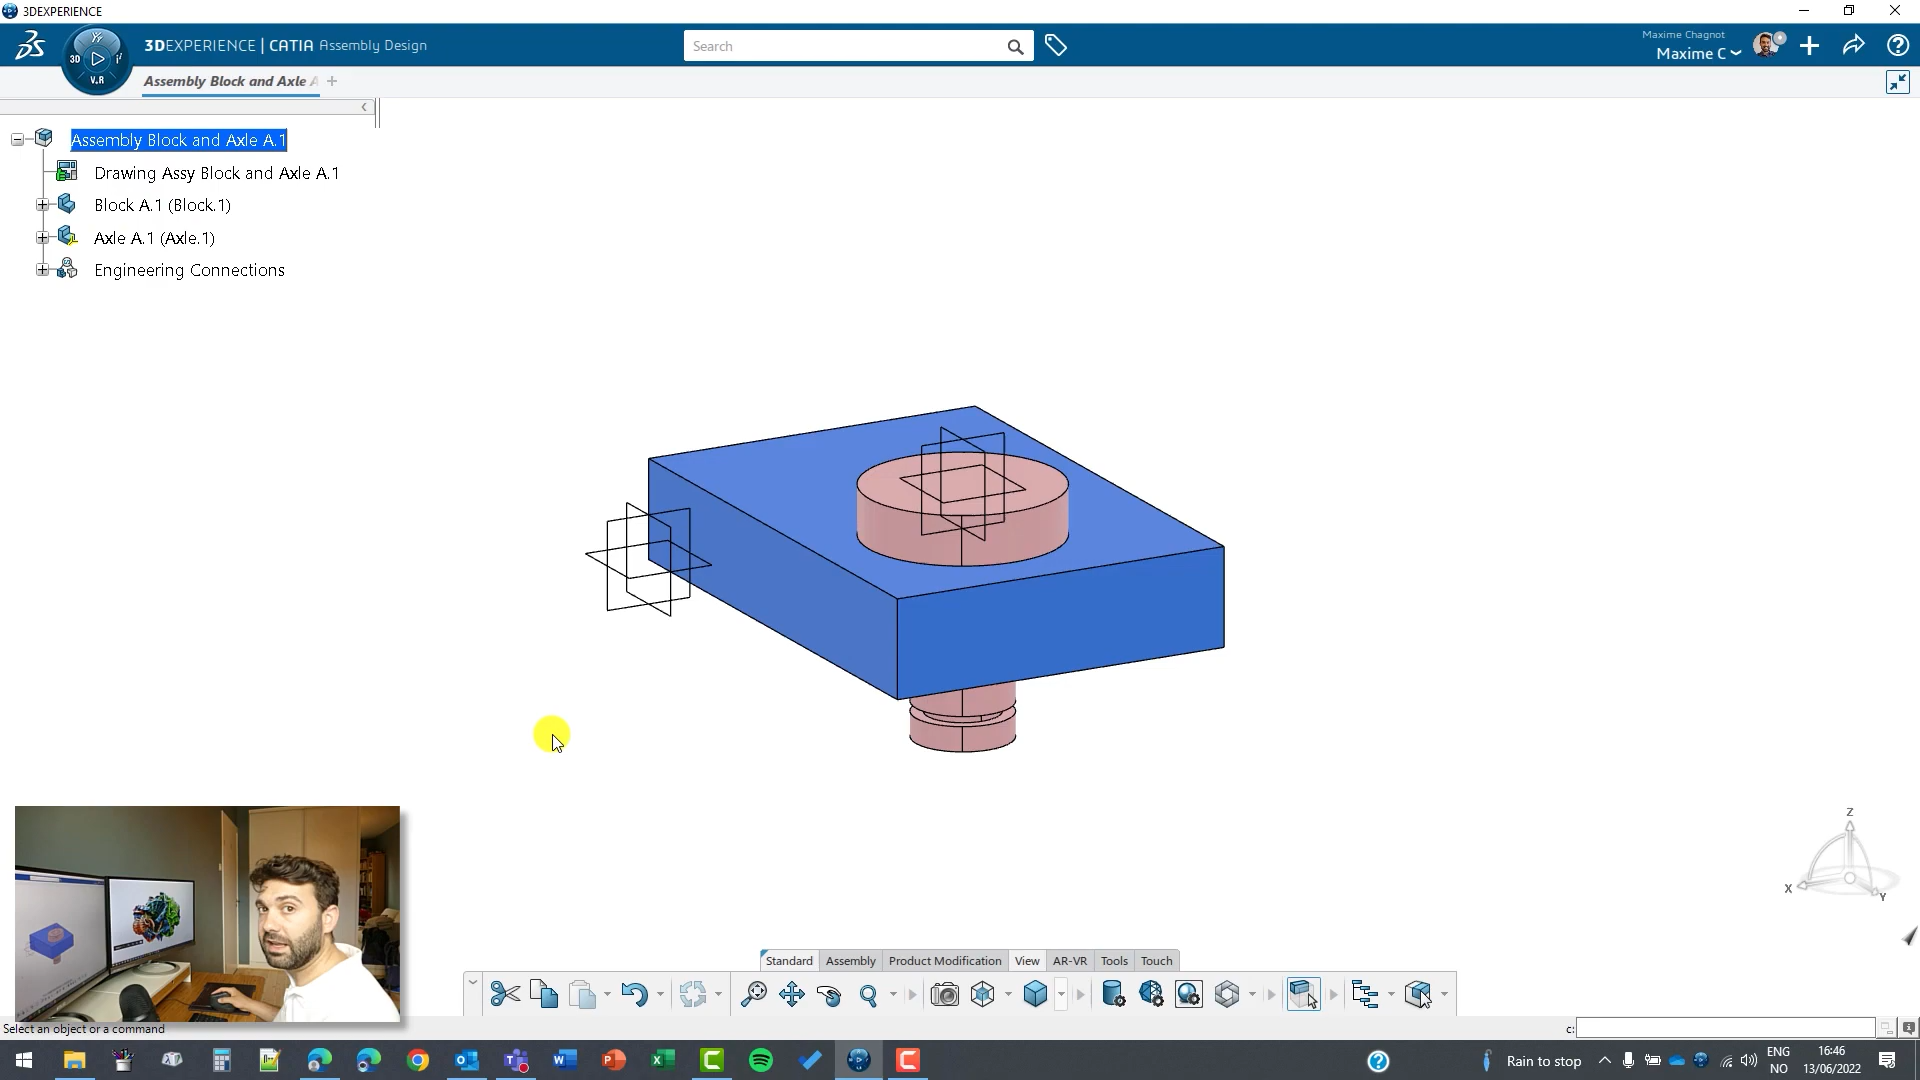 3DEXPERIENCE
3DEXPERIENCE | CATIA Assembly Design
3D
V.R
Search
Maxime Chagnot
Maxime C
Assembly Block and Axle A
Assembly Block and Axle A.1
Drawing Assy Block and Axle A.1
Block A.1 (Block.1)
Axle A.1 (Axle.1)
Engineering Connections
Z
X
Y
Standard
Assembly
Product Modification
View
AR-VR
Tools
Touch
Select an object or a command
c:
Rain to stop
ENG
NO
16:46
13/06/2022